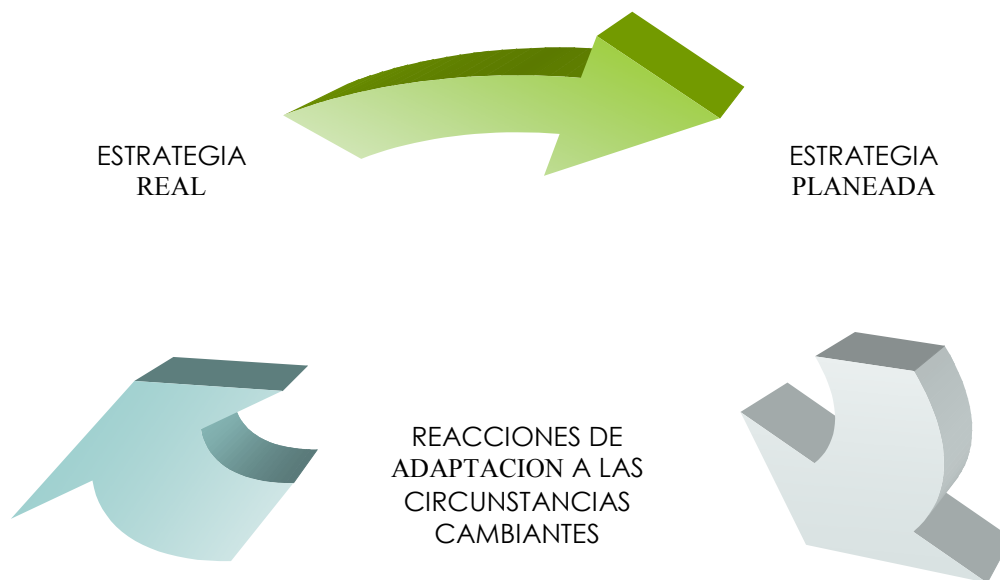 ESTRATEGIA
REAL
ESTRATEGIA
PLANEADA
REACCIONES DE
ADAPTACION A LAS
CIRCUNSTANCIAS
CAMBIANTES